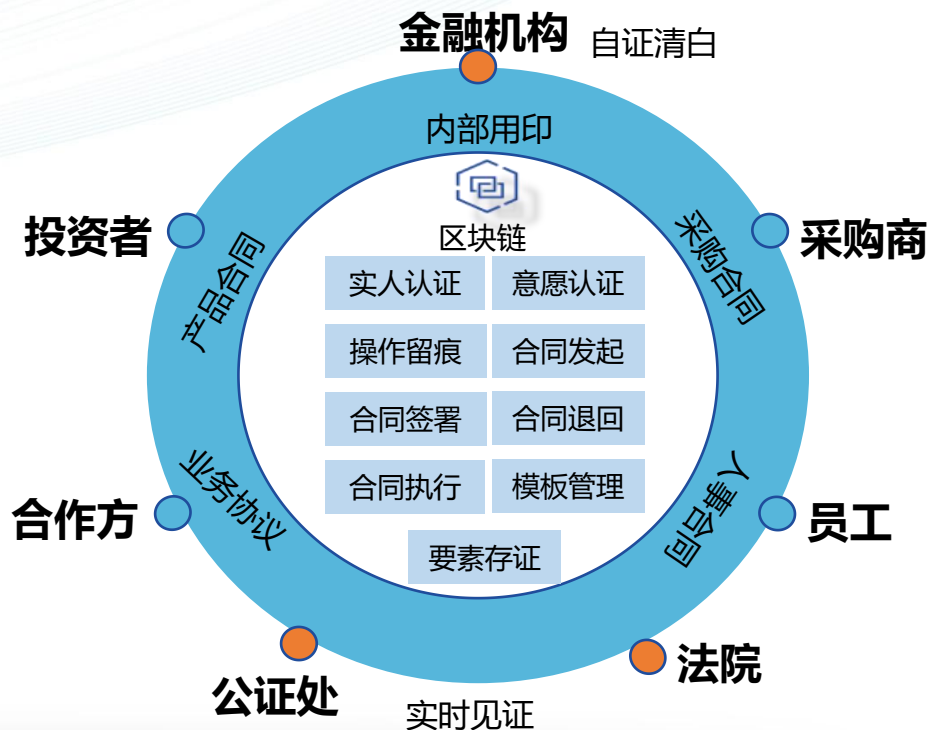 金融机构
自证清白
内部用印
区块链
投资者
采购商
产品合同
采购合同
实人认证
意愿认证
操作留痕
合同发起
合同签署
合同退回
合同执行
模板管理
要素存证
合作方
业务协议
人事合同
员工
公证处
法院
实时见证